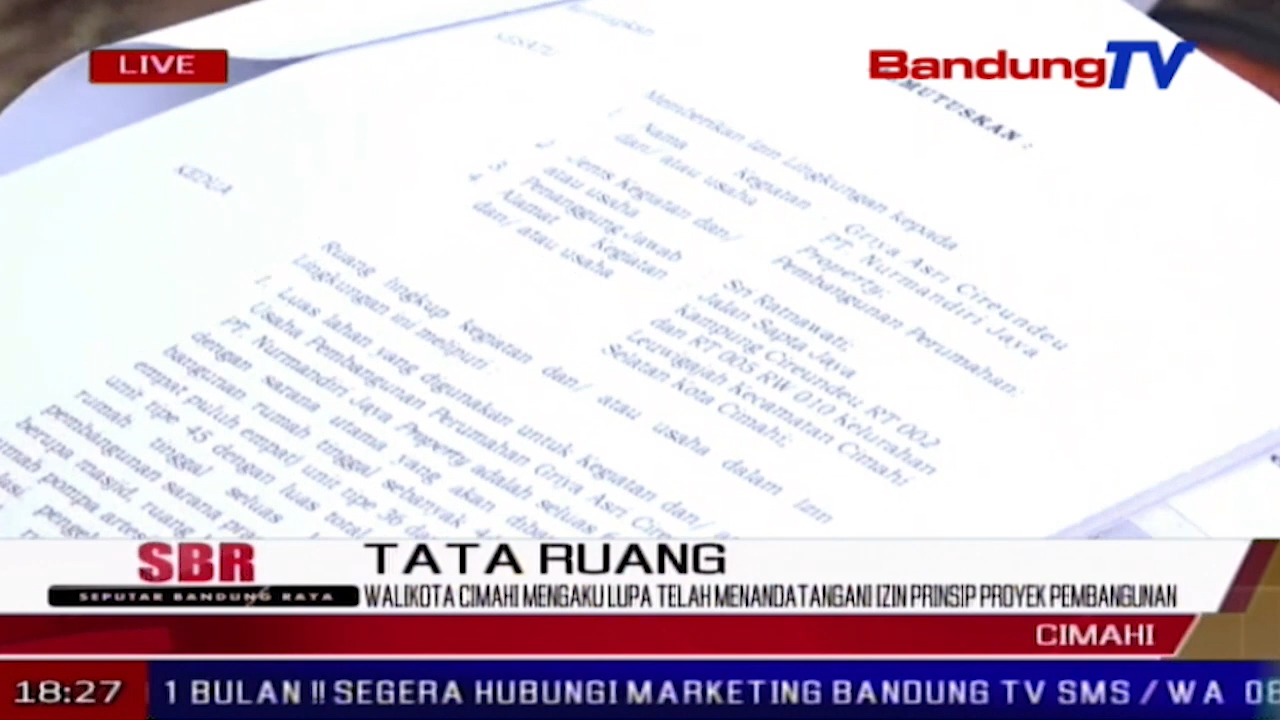 LIVE
BandungTV
MUTUSKAN :
KEDUA
Memberikan Izin Lingkungan kepada
1. Nama kegiatan dan/ atau usaha : Griya Asri Cireundeu PT. Nurmandiri Jaya Property;
2. Jenis Kegiatan dan/ atau usaha Pembangunan Perumahan;
3. Penanggung Jawab Sri Ratnawati;
4. Alamat kegiatan dan/ atau usaha Jalan Sapta Jaya Kampung Cireundeu RT 002 dan RT 005 RW 010 Kelurahan Leuwigajah Kecamatan Cimahi Selatan Kota Cimahi;
Ruang lingkup kegiatan dan/ atau usaha dalam Izin
Lingkungan ini meliputi :
1. Luas lahan yang digunakan untuk kegiatan dan/
Usaha Pembangunan Perumahan Griya Asri
PT. Nurmandiri Jaya Property adalah seluas
dengan sarana utama yang akan
bangunan rumah tinggal sebanyak
empat puluh empat) unit tipe 36
unit tipe 45 dengan luas total
rumah tinggal seluas
pembangunan sarana
berupa masjid, ruang
pompa
SBR
SEPUTAR BANDUNG RAYA
TATA RUANG
WALIKOTA CIMAHI MENGAKU LUPA TELAH MENANDATANGANI IZIN PRINSIP PROYEK PEMBANGUNAN
CIMAHI
18:27
1 BULAN !! SEGERA HUBUNGI MARKETING BANDUNG TV SMS / WA 08